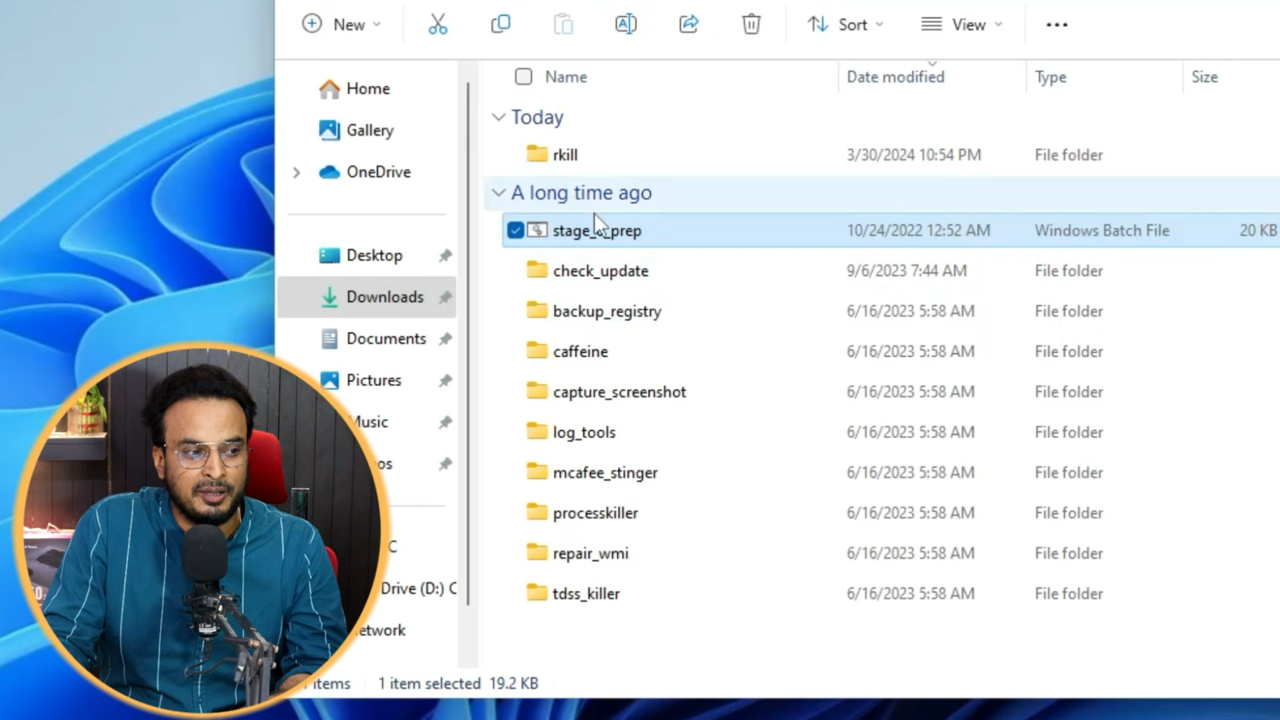 New
Sort
View
Name
Date modified
Type
Size
Home
Gallery
OneDrive
Desktop
Downloads
Documents
Pictures
Music
Drive (D:) C
Today
rkill 3/30/2024 10:54 PM File folder
A long time ago
10/24/2022 12:52 AM Windows Batch File 20 KB
check_update 9/6/2023 7:44 AM File folder
backup_registry 6/16/2023 5:58 AM File folder
caffeine 6/16/2023 5:58 AM File folder
capture_screenshot 6/16/2023 5:58 AM File folder
log_tools 6/16/2023 5:58 AM File folder
mcafee_stinger 6/16/2023 5:58 AM File folder
processkiller 6/16/2023 5:58 AM File folder
repair_wmi 6/16/2023 5:58 AM File folder
tdss_killer 6/16/2023 5:58 AM File folder
items 1 item selected 19.2 KB